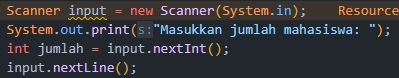 Scanner input = new Scanner(System.in);    Resource
System.out.print(s:"Masukkan jumlah mahasiswa: ");
int jumlah = input.nextInt();
input.nextLine();